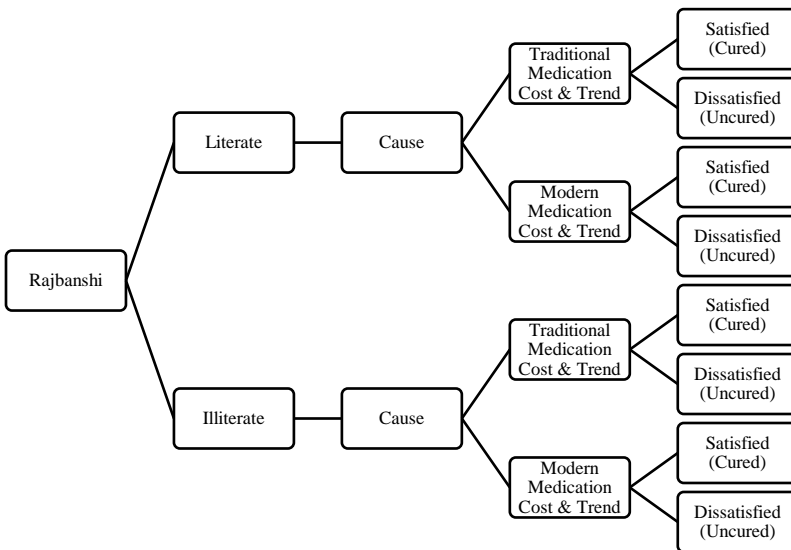 Rajbanshi
Literate
Cause
Traditional
Medication
Cost & Trend
Satisfied
(Cured)
Dissatisfied
(Uncured)
Modern
Medication
Cost & Trend
Satisfied
(Cured)
Dissatisfied
(Uncured)
Illiterate
Cause
Traditional
Medication
Cost & Trend
Satisfied
(Cured)
Dissatisfied
(Uncured)
Modern
Medication
Cost & Trend
Satisfied
(Cured)
Dissatisfied
(Uncured)